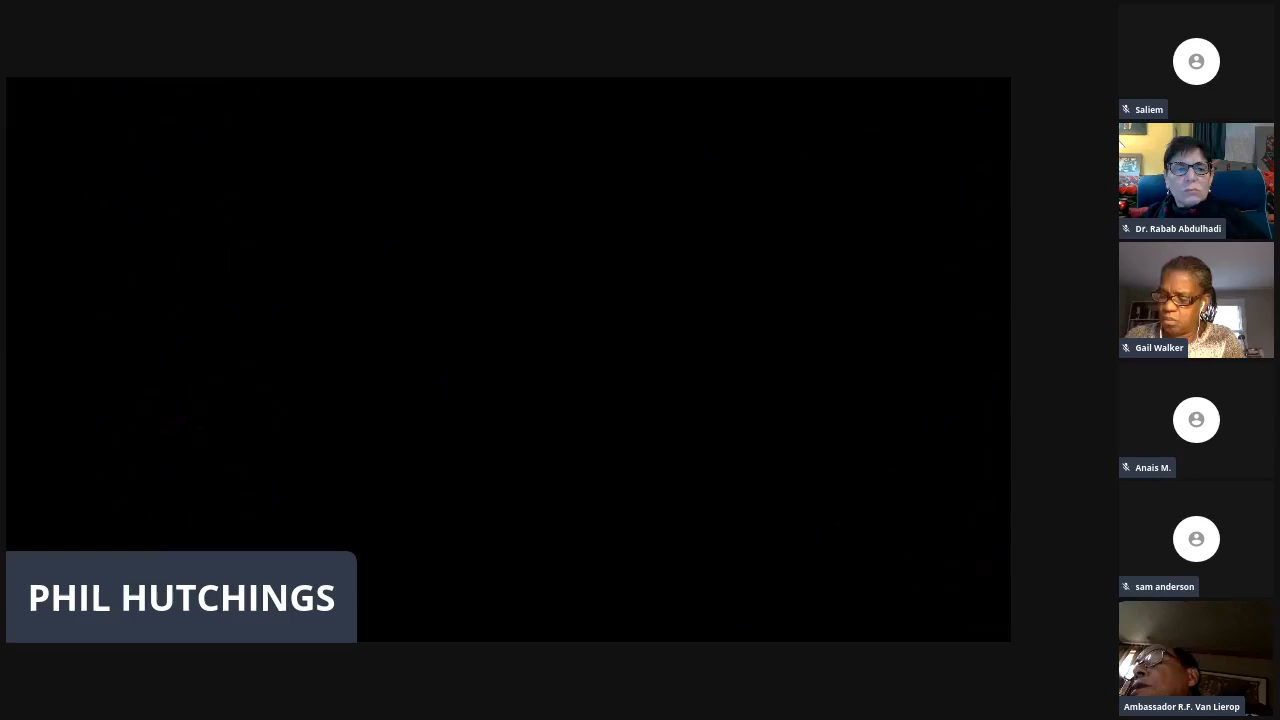 PHIL HUTCHINGS
Saliem
Dr. Rabab Abdulhadi
Gail Walker
Anais M.
sam anderson
Ambassador R.F. Van Lierop